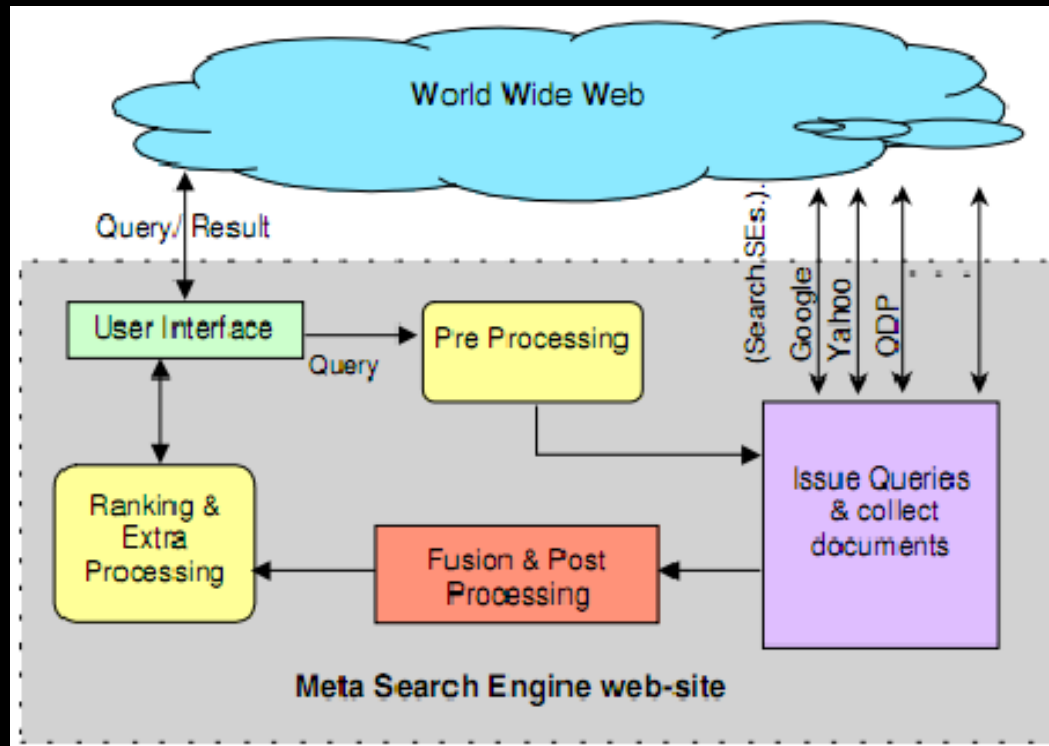 World Wide Web
Query/ Result
(Search SEs.).
Google
Yahoo
QDP
. . .
User Interface
Query
Pre Processing
Issue Queries
& collect
documents
Ranking &
Extra
Processing
Fusion & Post
Processing
Meta Search Engine web-site